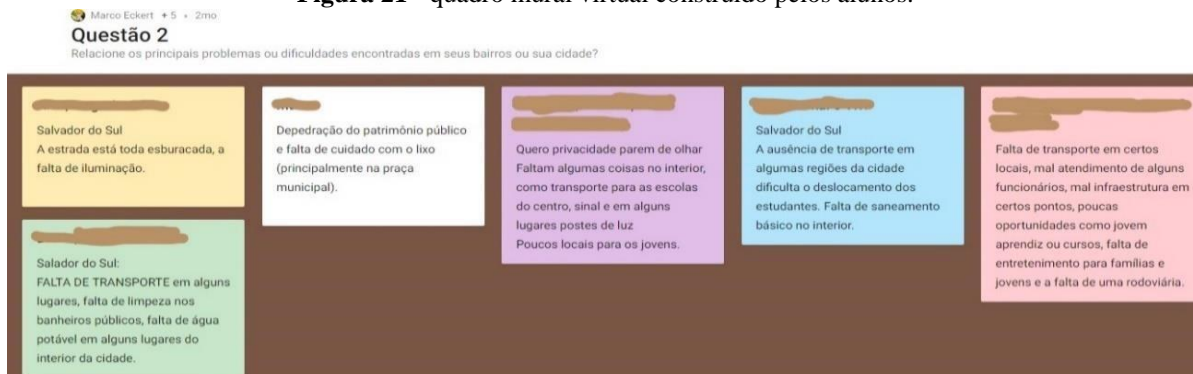 Figura 21 - quadro mural virtual construído pelos alunos.
Marco Eckert + 5 • 2mo
Questão 2
Relacione os principais problemas ou dificuldades encontradas em seus bairros ou sua cidade?
Salvador do Sul
A estrada está toda esburacada, a
falta de iluminação.
Salador do Sul:
FALTA DE TRANSPORTE em alguns
lugares, falta de limpeza nos
banheiros públicos, falta de água
potável em alguns lugares do
interior da cidade.
Depedração do patrimônio público
e falta de cuidado com o lixo
(principalmente na praça
municipal).
Quero privacidade parem de olhar
Faltam algumas coisas no interior,
como transporte para as escolas
do centro, sinal e em alguns
lugares postes de luz
Poucos locais para os jovens.
Salvador do Sul
A ausência de transporte em
algumas regiões da cidade
dificulta o deslocamento dos
estudantes. Falta de saneamento
básico no interior.
Falta de transporte em certos
locais, mal atendimento de alguns
funcionários, mal infraestrutura em
certos pontos, poucas
oportunidades como jovem
aprendiz ou cursos, falta de
entretenimento para famílias e
jovens e a falta de uma rodoviária.